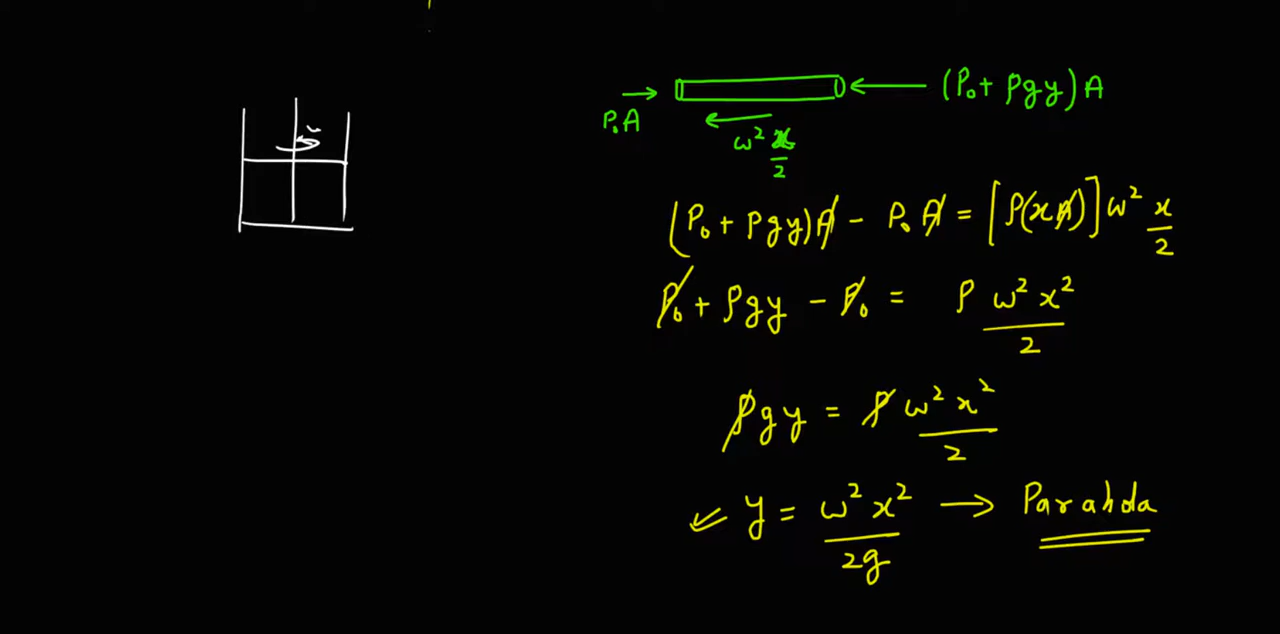 ω
P₀A
(P₀ + ρgy)A
ω² x/2
(P₀ + ρgy)A − P₀A = [ρ(xA)]ω² x/2
P₀ + ρgy − P₀ = ρω²x²/2
ρgy = ρω²x²/2
y = ω²x²/2g → Parabola